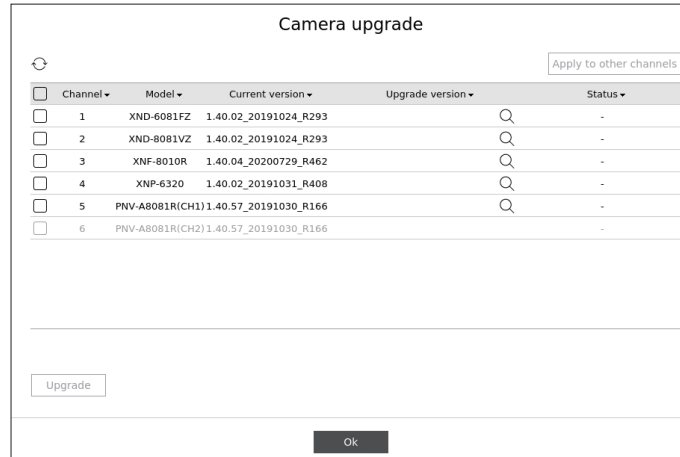 Camera upgrade
Apply to other channels
Channel Model Current version Upgrade version Status
1 XND-6081FZ 1.40.02_20191024_R293 -
2 XND-8081VZ 1.40.02_20191024_R293 -
3 XNF-8010R 1.40.04_20200729_R462 -
4 XNP-6320 1.40.02_20191031_R408 -
5 PNV-A8081R(CH1) 1.40.57_20191030_R166 -
6 PNV-A8081R(CH2) 1.40.57_20191030_R166 -
Upgrade
Ok